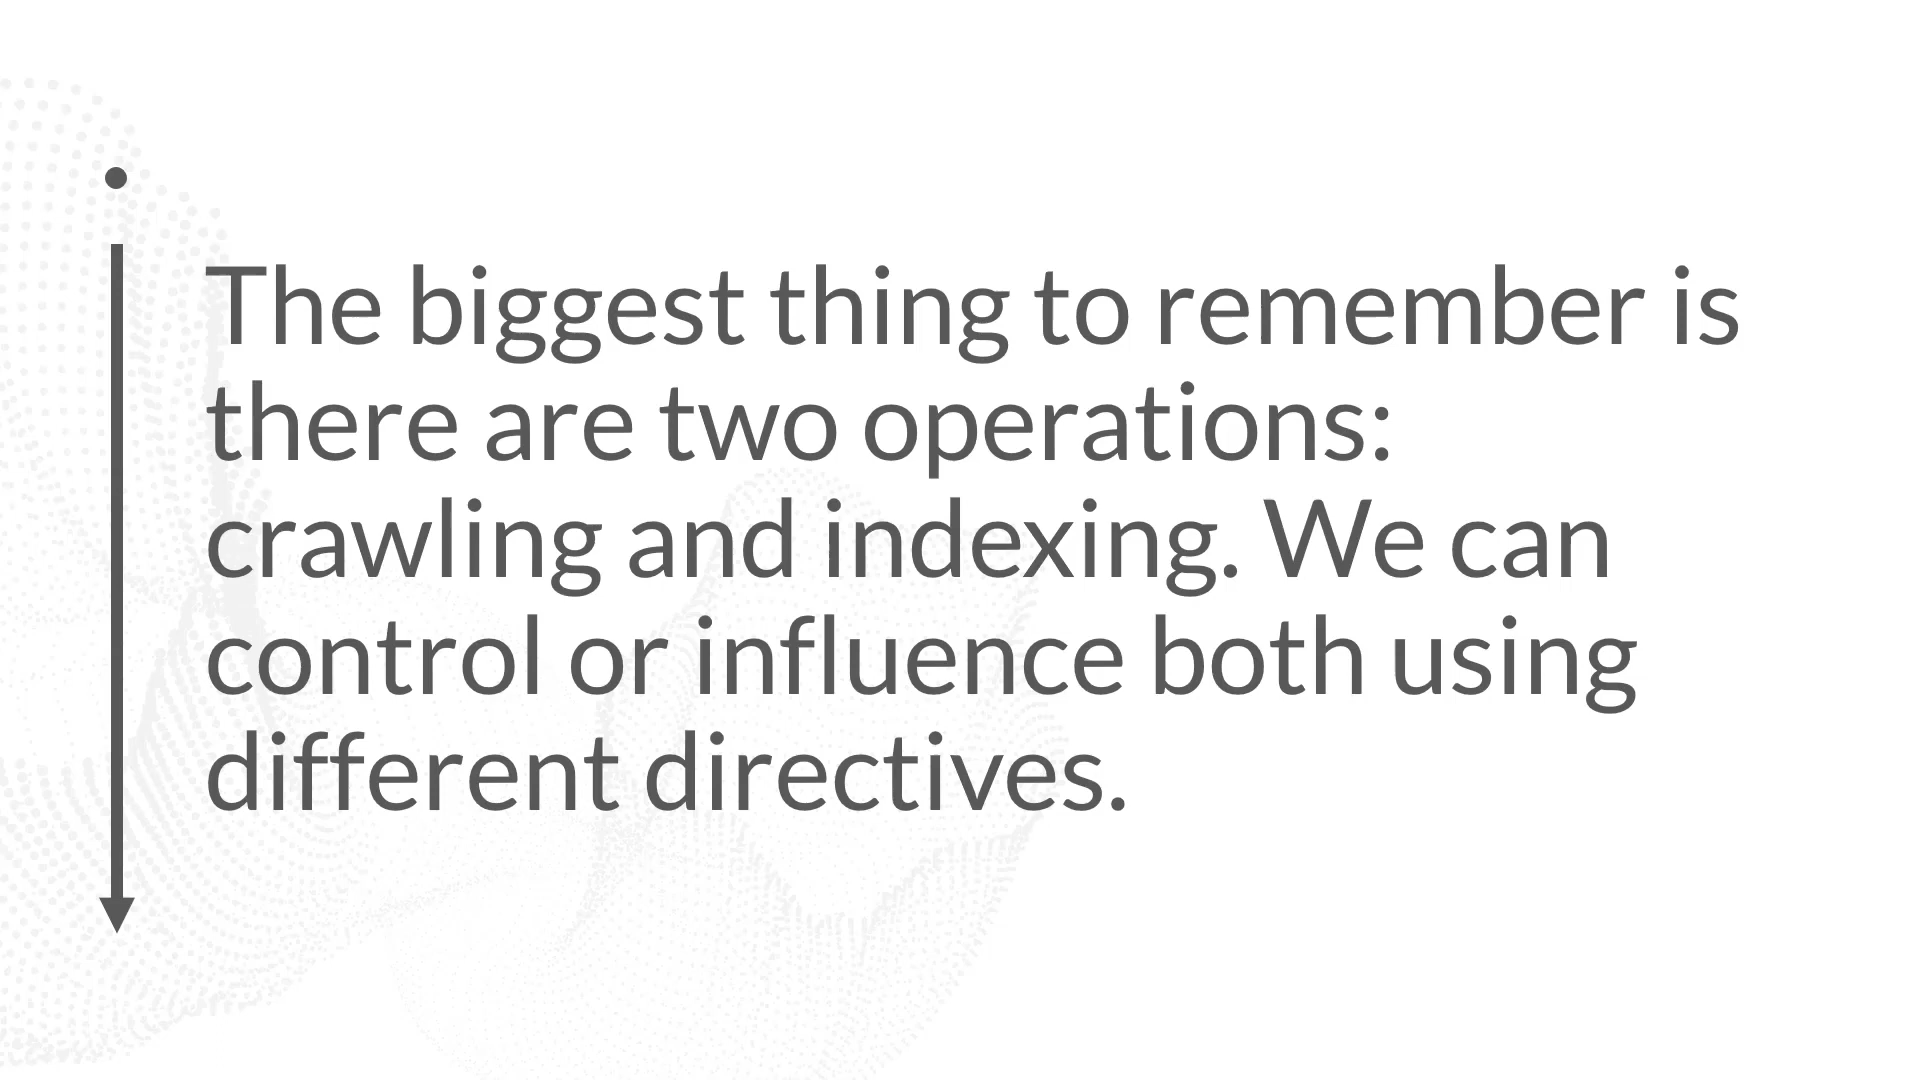 The biggest thing to remember is
there are two operations:
crawling and indexing. We can
control or influence both using
different directives.